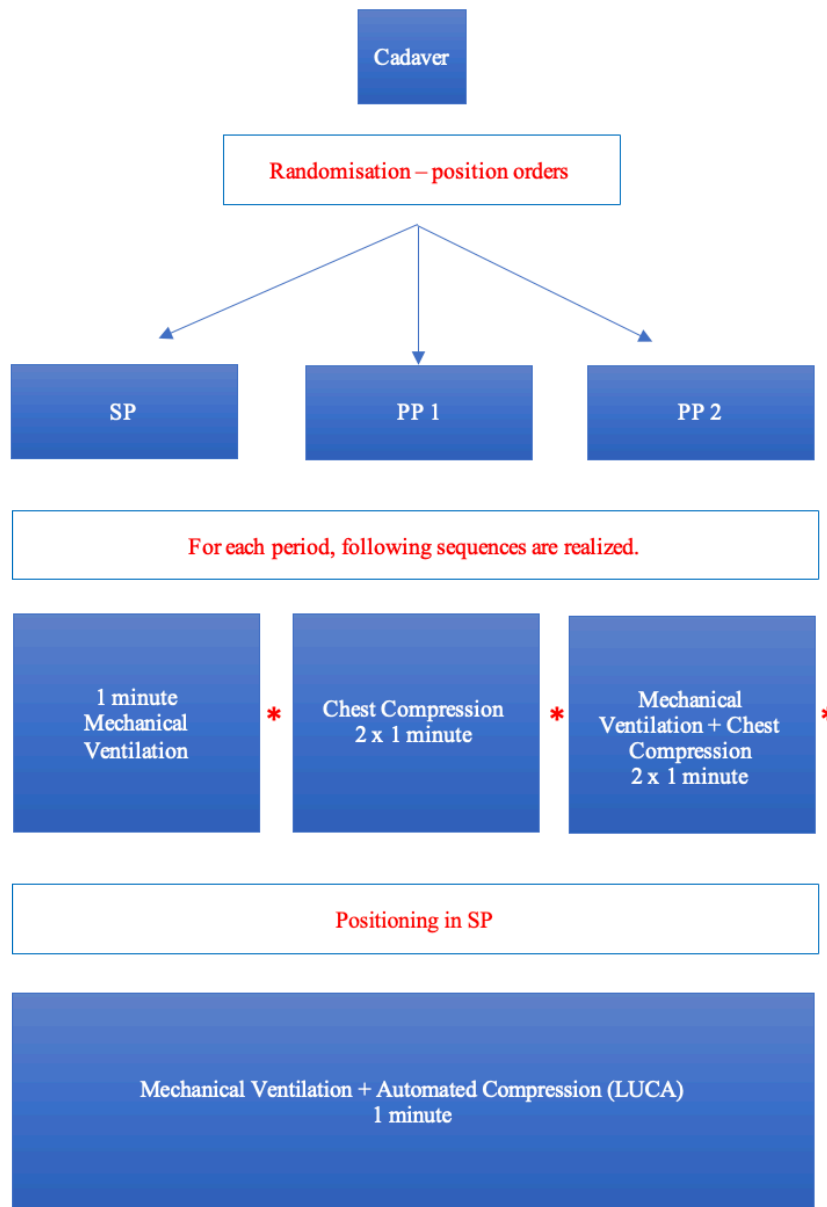 Cadaver
Randomisation – position orders
SP
PP 1
PP 2
For each period, following sequences are realized.
1 minute
Mechanical
Ventilation
*
Chest Compression
2 x 1 minute
*
Mechanical
Ventilation + Chest
Compression
2 x 1 minute
*
Positioning in SP
Mechanical Ventilation + Automated Compression (LUCA)
1 minute